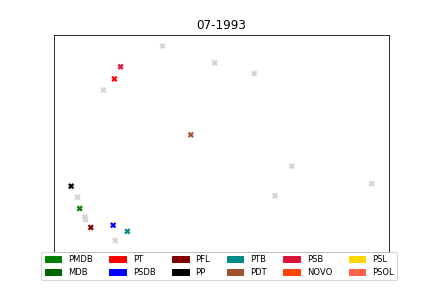 07-1993
PMDB PT PFL PTB PSB PSL
MDB PSDB PP PDT NOVO PSOL